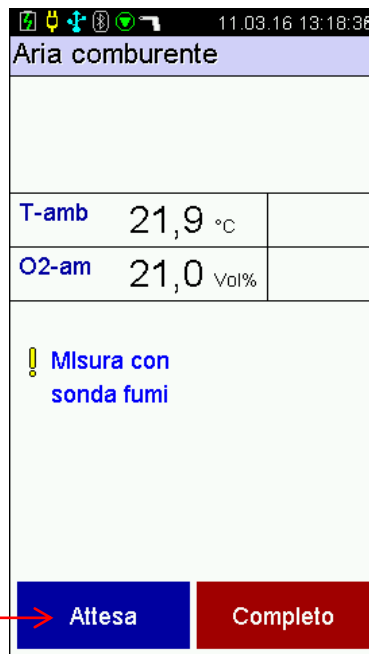 11.03.16 13:18:36
Aria comburente
T-amb 21,9 °C
O2-am 21,0 Vol%
MIsura con
sonda fumi
Attesa Completo